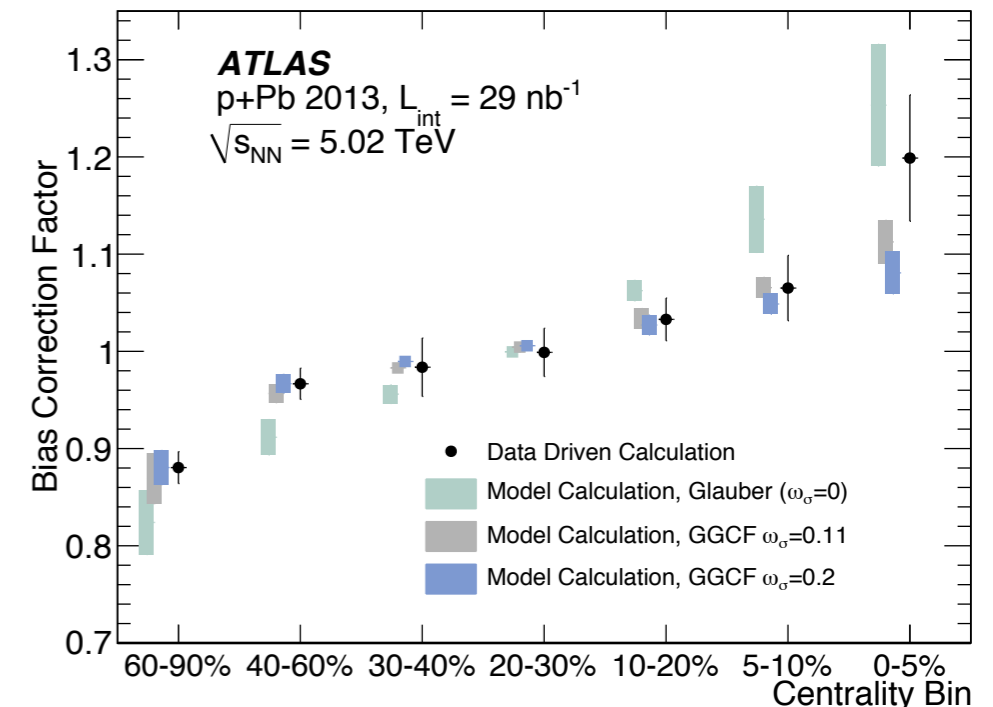 ATLAS
p+Pb 2013, L_int = 29 nb⁻¹
√s_NN = 5.02 TeV
Bias Correction Factor
1.3
1.2
1.1
1
0.9
0.8
0.7
Data Driven Calculation
Model Calculation, Glauber (ω_σ=0)
Model Calculation, GGCF ω_σ=0.11
Model Calculation, GGCF ω_σ=0.2
60-90% 40-60% 30-40% 20-30% 10-20% 5-10% 0-5%
Centrality Bin